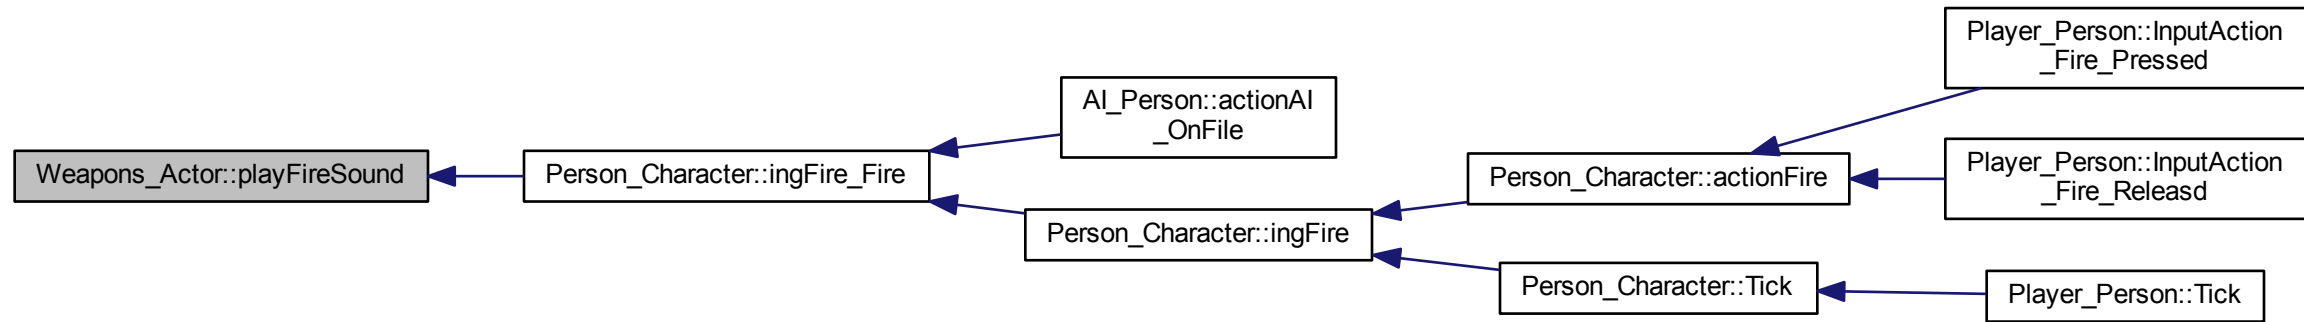 Player_Person::InputAction
_Fire_Pressed
AI_Person::actionAI
_OnFile
Weapons_Actor::playFireSound
Person_Character::ingFire_Fire
Person_Character::actionFire
Player_Person::InputAction
_Fire_Releasd
Person_Character::ingFire
Person_Character::Tick
Player_Person::Tick